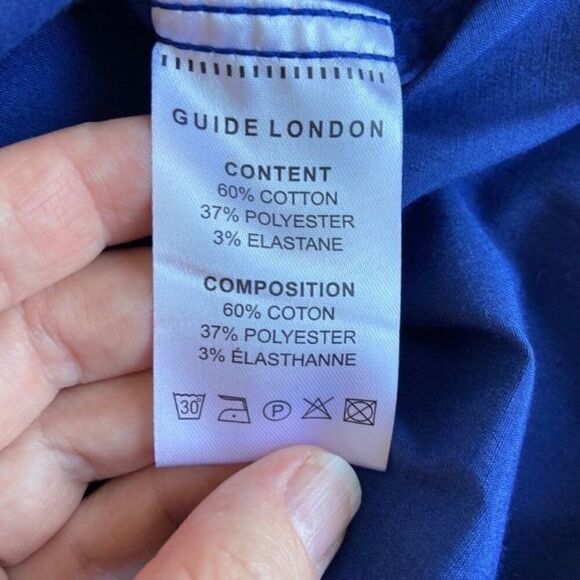 GUIDE LONDON
CONTENT
60% COTTON
37% POLYESTER
3% ELASTANE
COMPOSITION
60% COTON
37% POLYESTER
3% ÉLASTHANNE
30° P